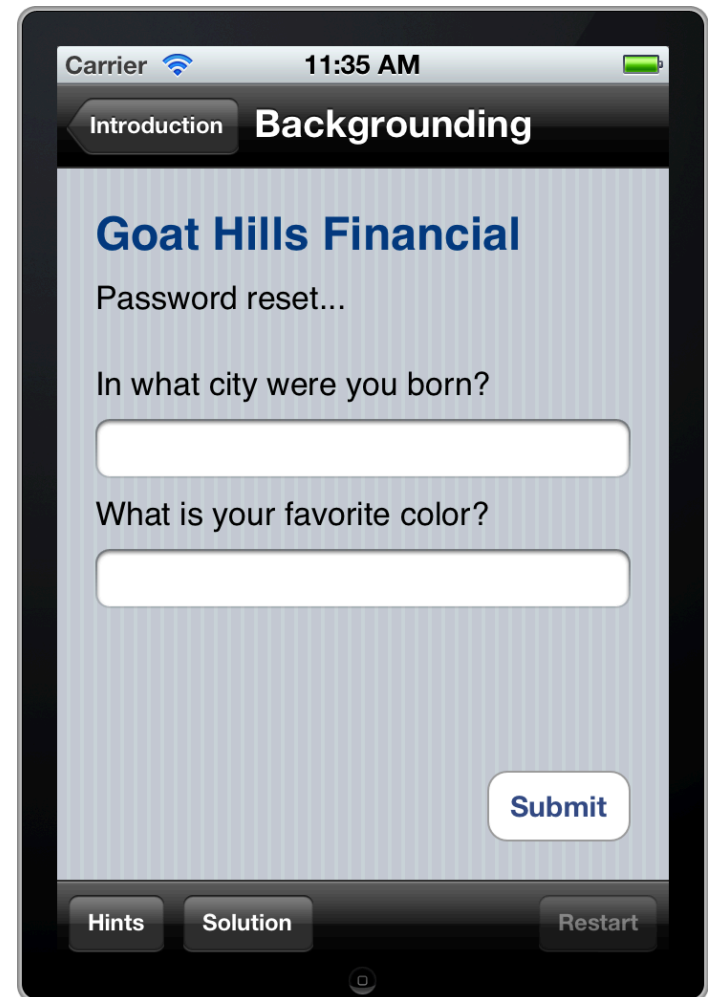 Carrier 11:35 AM
Introduction Backgrounding
Goat Hills Financial
Password reset...
In what city were you born?
What is your favorite color?
Submit
Hints Solution Restart